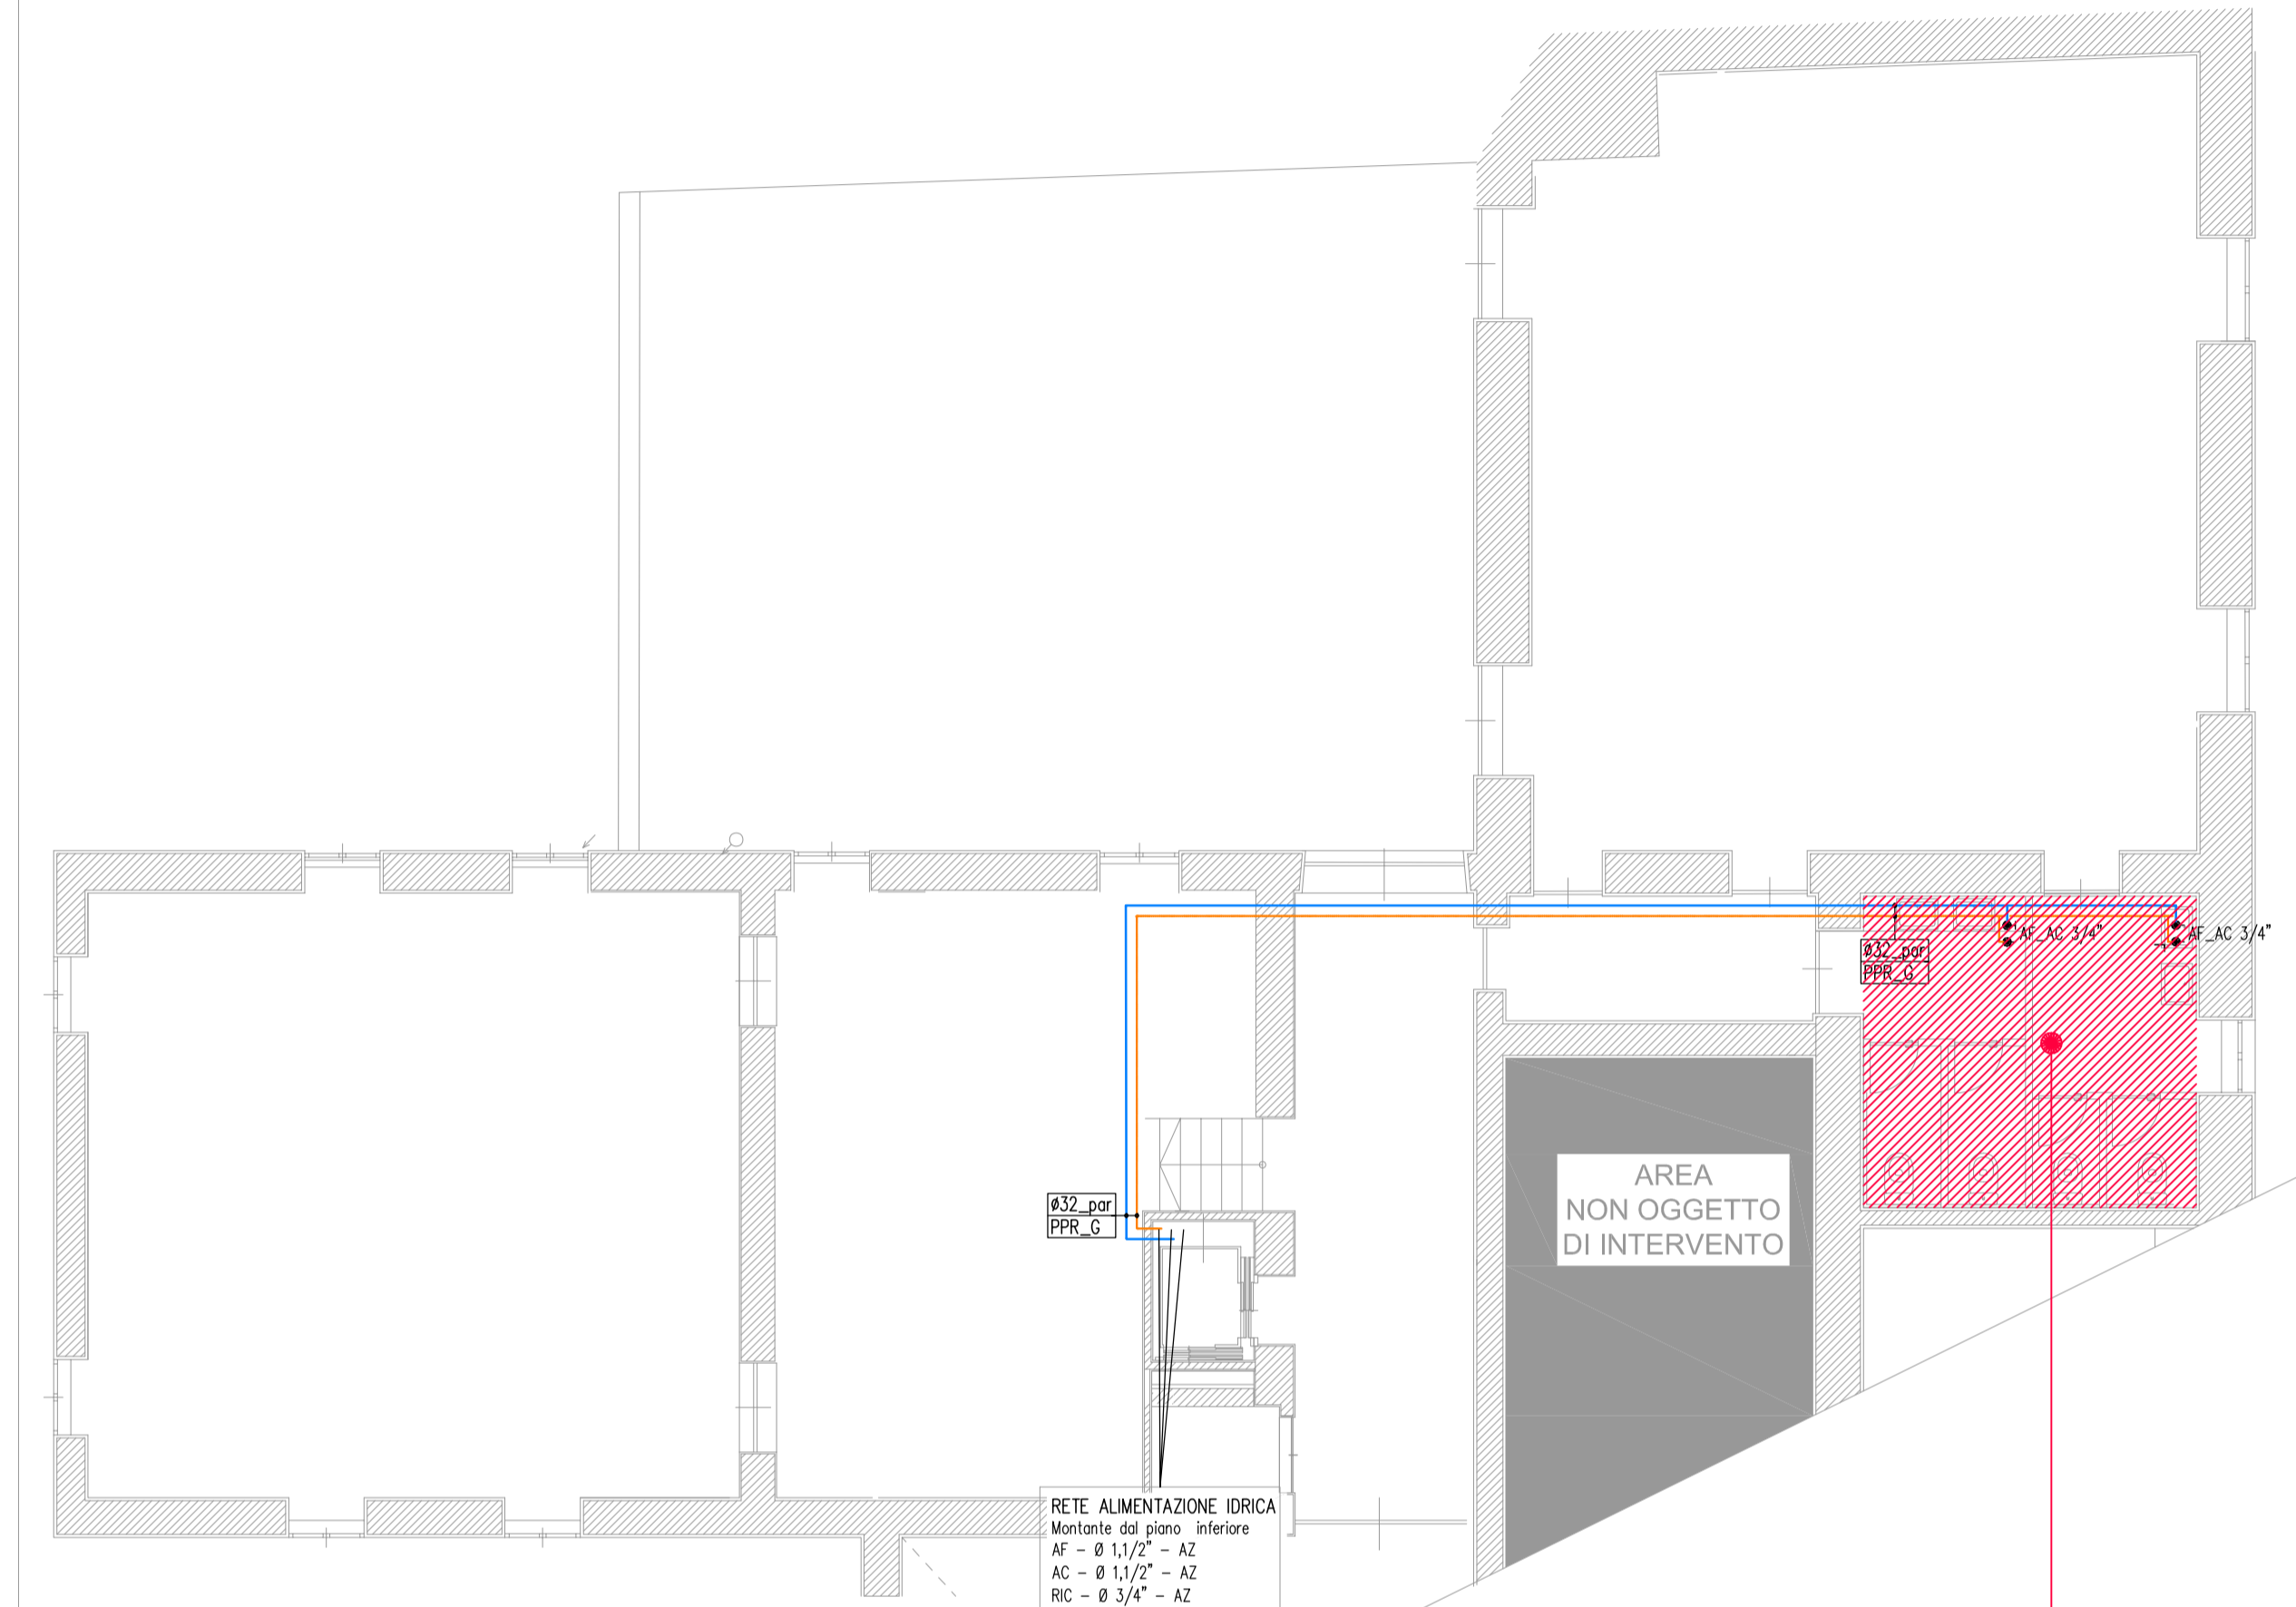 AF_AC 3/4"
AF_AC 3/4"
Ø32_par
PPR_G
AREA
NON OGGETTO
DI INTERVENTO
Ø32_par
PPR_G
RETE ALIMENTAZIONE IDRICA
Montante dal piano inferiore
AF - Ø 1,1/2" - AZ
AC - Ø 1,1/2" - AZ
RIC - Ø 3/4" - AZ